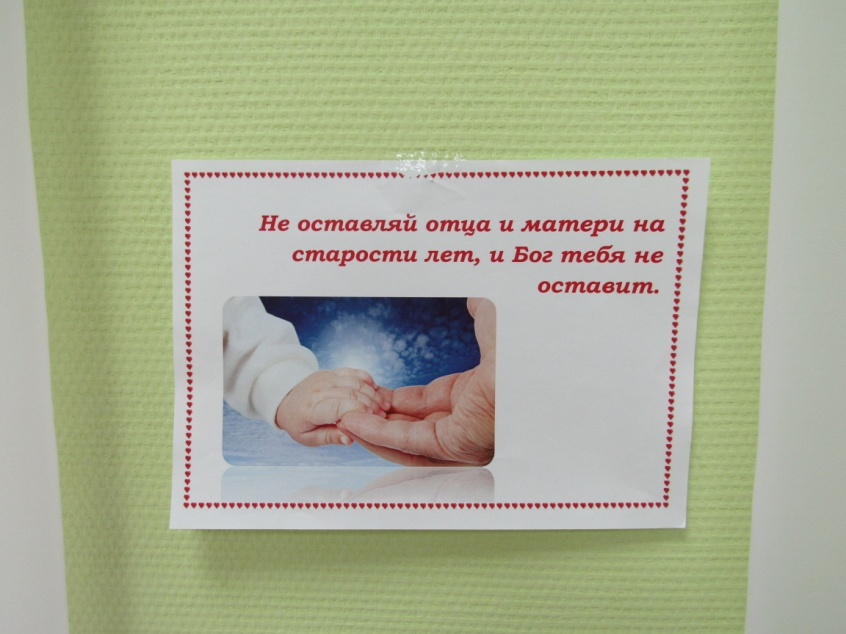 Не оставляй отца и матери на
старости лет, и Бог тебя не
оставит.